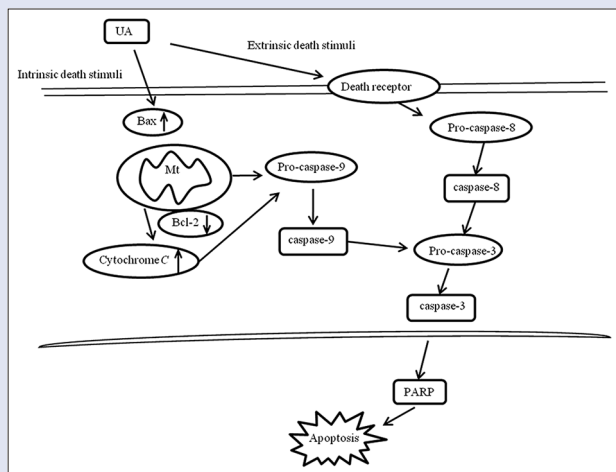 UA
Extrinsic death stimuli
Intrinsic death stimuli
Death receptor
Bax
Pro-caspase-8
Mt
Pro-caspase-9
caspase-8
Bcl-2
caspase-9
Pro-caspase-3
Cytochrome C
caspase-3
PARP
Apoptosis